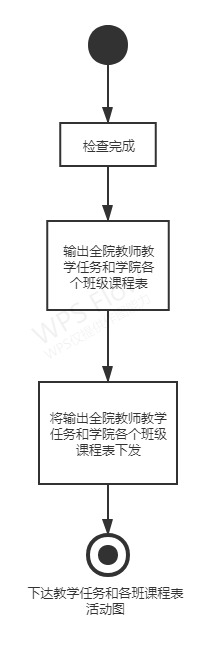 检查完成
输出全院教师教
学任务和学院各
个班级课程表
将输出全院教师教学
任务和学院各个班级
课程表下发
下达教学任务和各班课程表
活动图